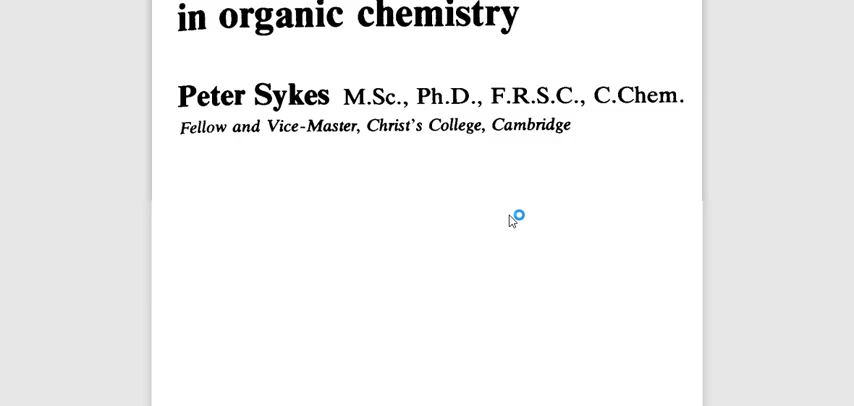 in organic chemistry
Peter Sykes M.Sc., Ph.D., F.R.S.C., C.Chem.
Fellow and Vice-Master, Christ's College, Cambridge